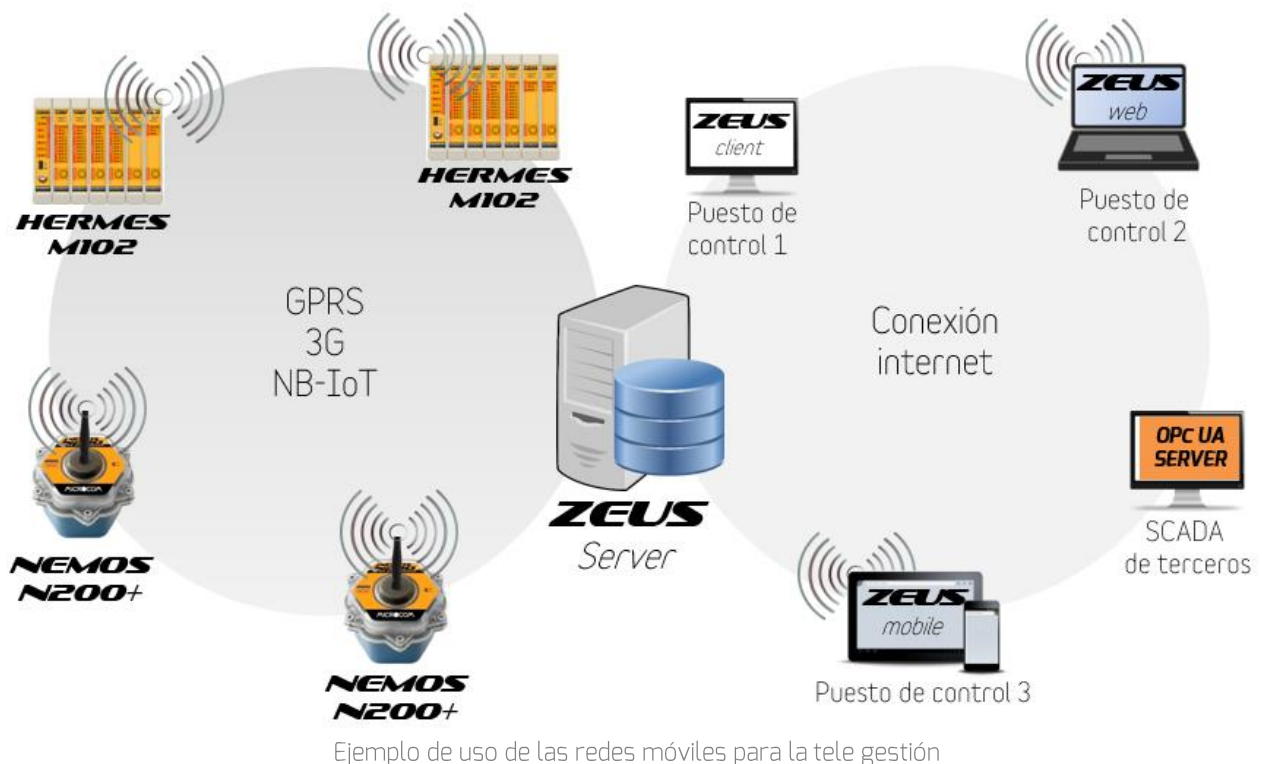 HERMES
M102
HERMES
M102
ZEUS
client
Puesto de
control 1
ZEUS
web
Puesto de
control 2
GPRS
3G
NB-IoT
Conexión
internet
MICROCOM
NEMOS
N200+
MICROCOM
NEMOS
N200+
ZEUS
Server
OPC UA
SERVER
SCADA
de terceros
ZEUS
mobile
Puesto de control 3
Ejemplo de uso de las redes móviles para la tele gestión